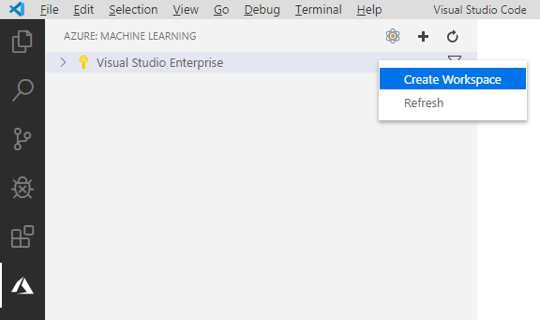 File Edit Selection View Go Debug Terminal Help Visual Studio Code
AZURE: MACHINE LEARNING
Visual Studio Enterprise
Create Workspace
Refresh